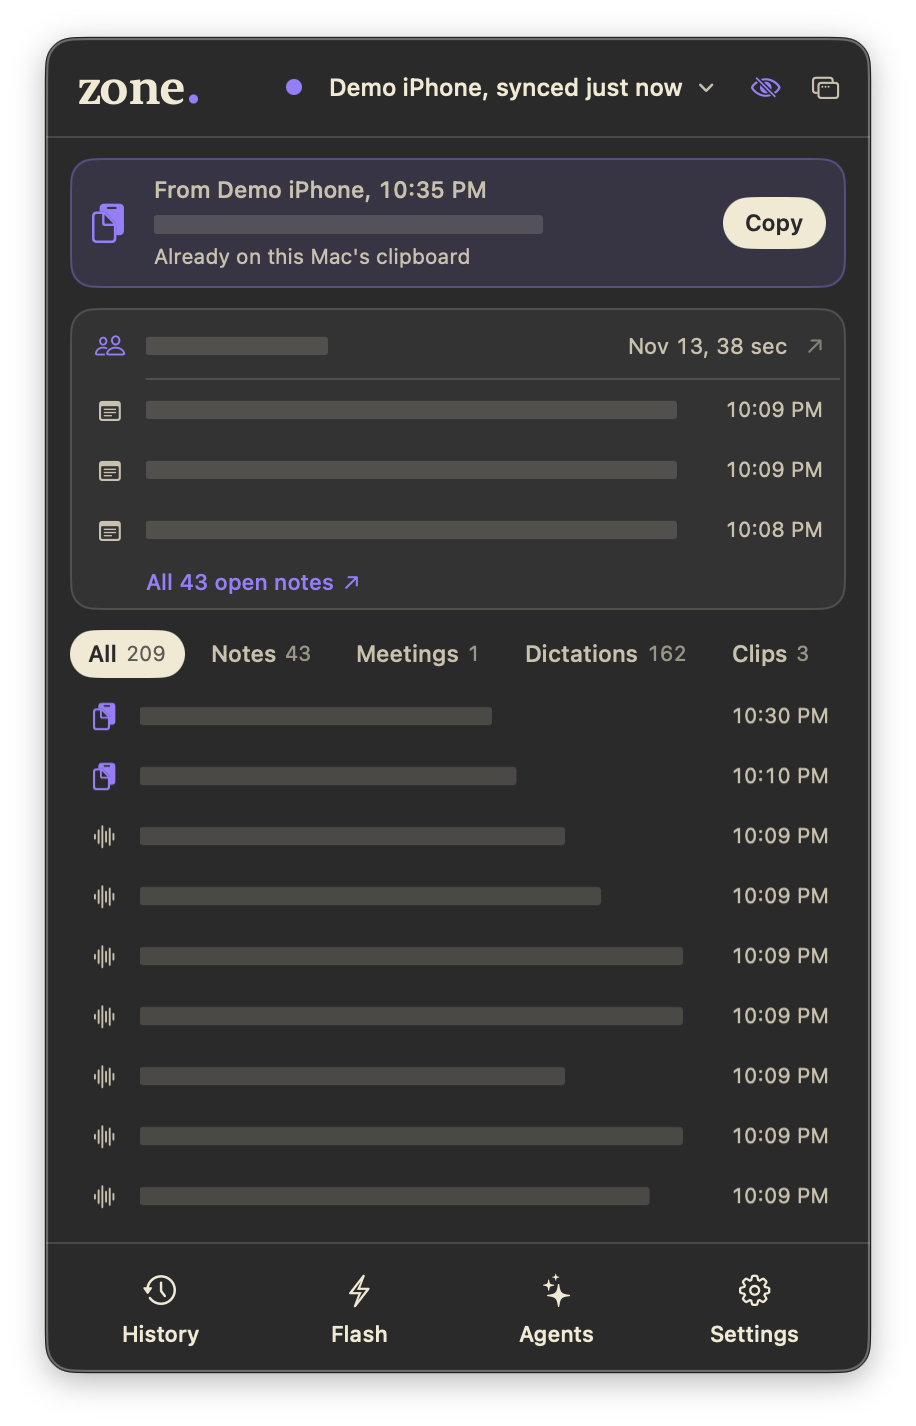 zone.
Demo iPhone, synced just now
From Demo iPhone, 10:35 PM
Already on this Mac's clipboard
Copy
Nov 13, 38 sec
10:09 PM
10:09 PM
10:08 PM
All 43 open notes
All 209 Notes 43 Meetings 1 Dictations 162 Clips 3
10:30 PM
10:10 PM
10:09 PM
10:09 PM
10:09 PM
10:09 PM
10:09 PM
10:09 PM
10:09 PM
History Flash Agents Settings